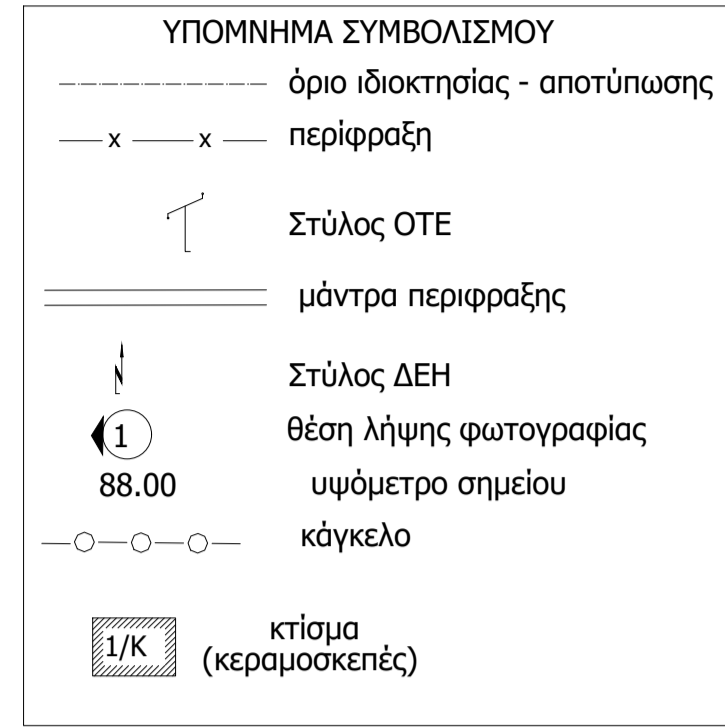 ΥΠΟΜΝΗΜΑ ΣΥΜΒΟΛΙΣΜΟΥ
όριο ιδιοκτησίας - αποτύπωσης
x x περίφραξη
Στύλος ΟΤΕ
μάντρα περιφραξης
Στύλος ΔΕΗ
1 θέση λήψης φωτογραφίας
88.00 υψόμετρο σημείου
κάγκελο
1/Κ κτίσμα
(κεραμοσκεπές)